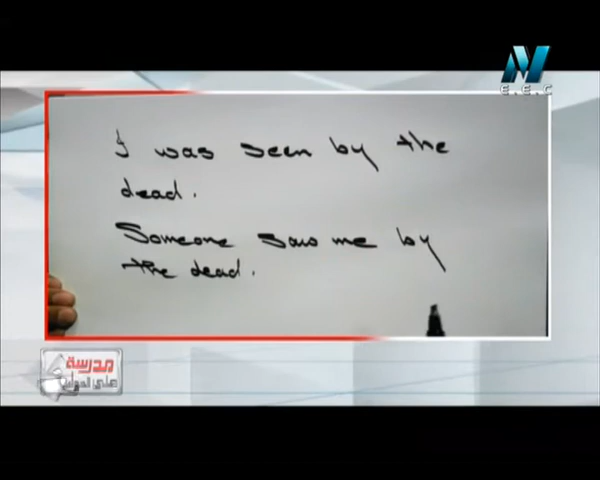 E.E.C
I was seen by the
dead.
Someone saw me by
the dead.
مدرسة
على الهواء